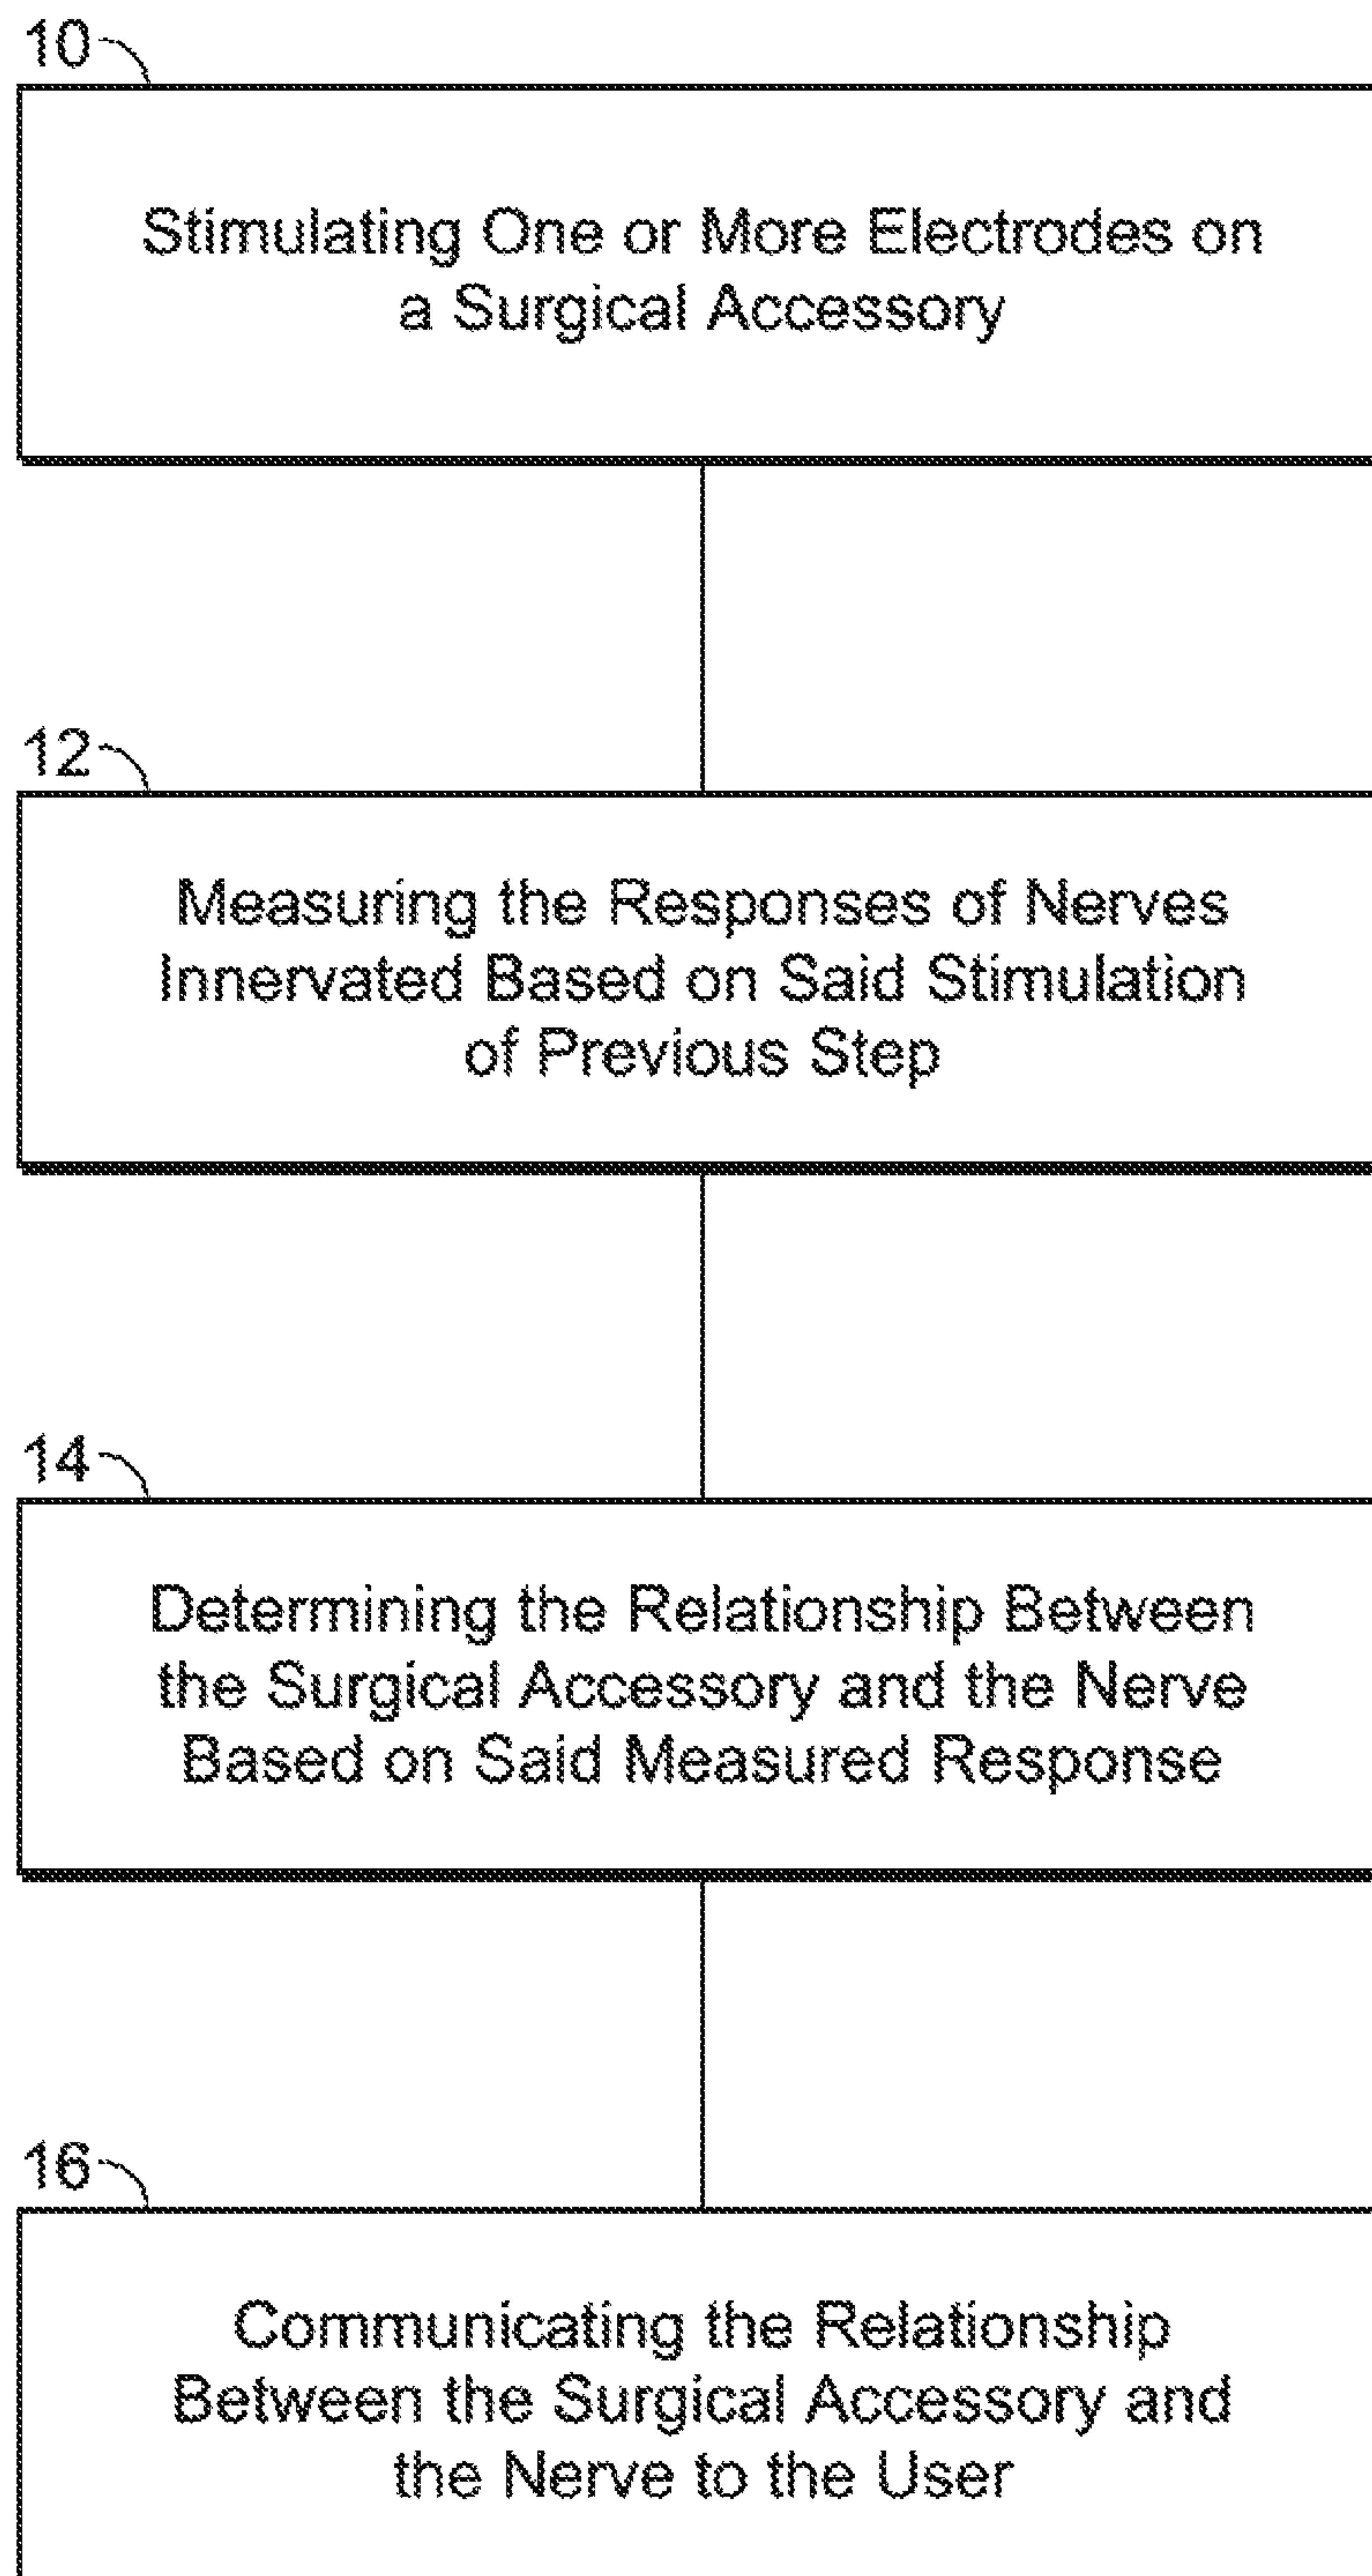 10
Stimulating One or More Electrodes on
a Surgical Accessory
12
Measuring the Responses of Nerves
Innervated Based on Said Stimulation
of Previous Step
14
Determining the Relationship Between
the Surgical Accessory and the Nerve
Based on Said Measured Response
16
Communicating the Relationship
Between the Surgical Accessory and
the Nerve to the User